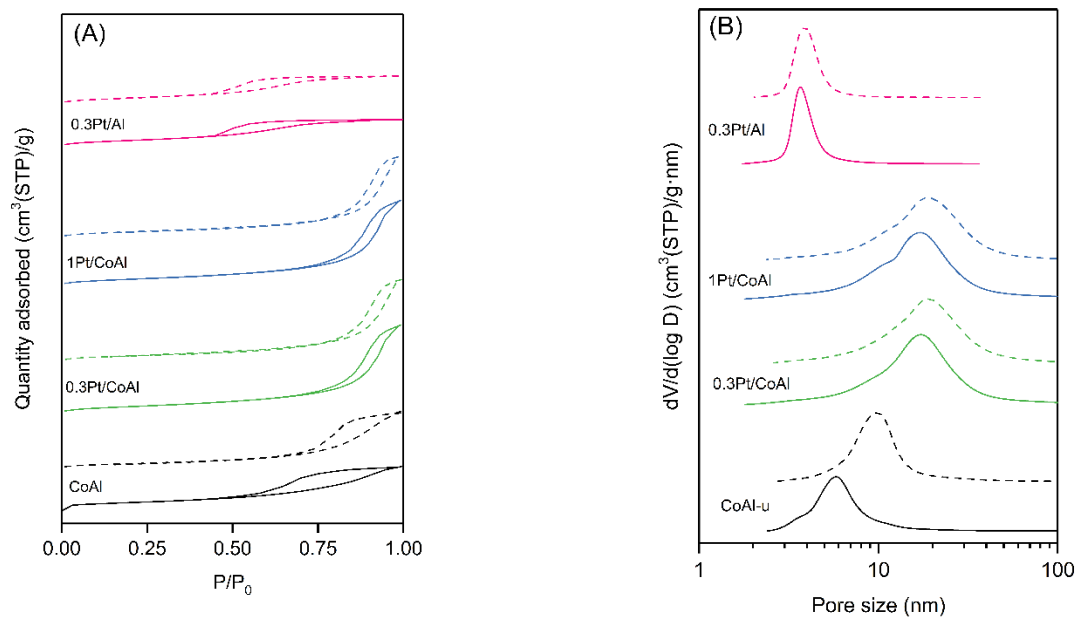 (A)
Quantity adsorbed (cm³(STP)/g)
0.3Pt/Al
1Pt/CoAl
0.3Pt/CoAl
CoAl
0.00 0.25 0.50 0.75 1.00
P/P₀
(B)
dV/d(log D) (cm³(STP)/g·nm)
0.3Pt/Al
1Pt/CoAl
0.3Pt/CoAl
CoAl-u
1 10 100
Pore size (nm)